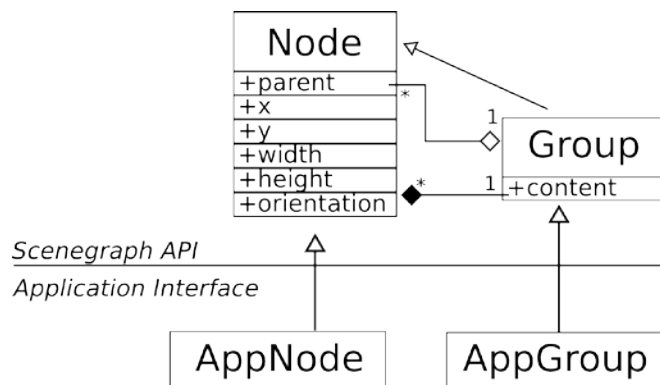 Node
+parent
*
+x
1
+y
Group
+width
+height
* 1 +content
+orientation
Scenegraph API
Application Interface
AppNode AppGroup